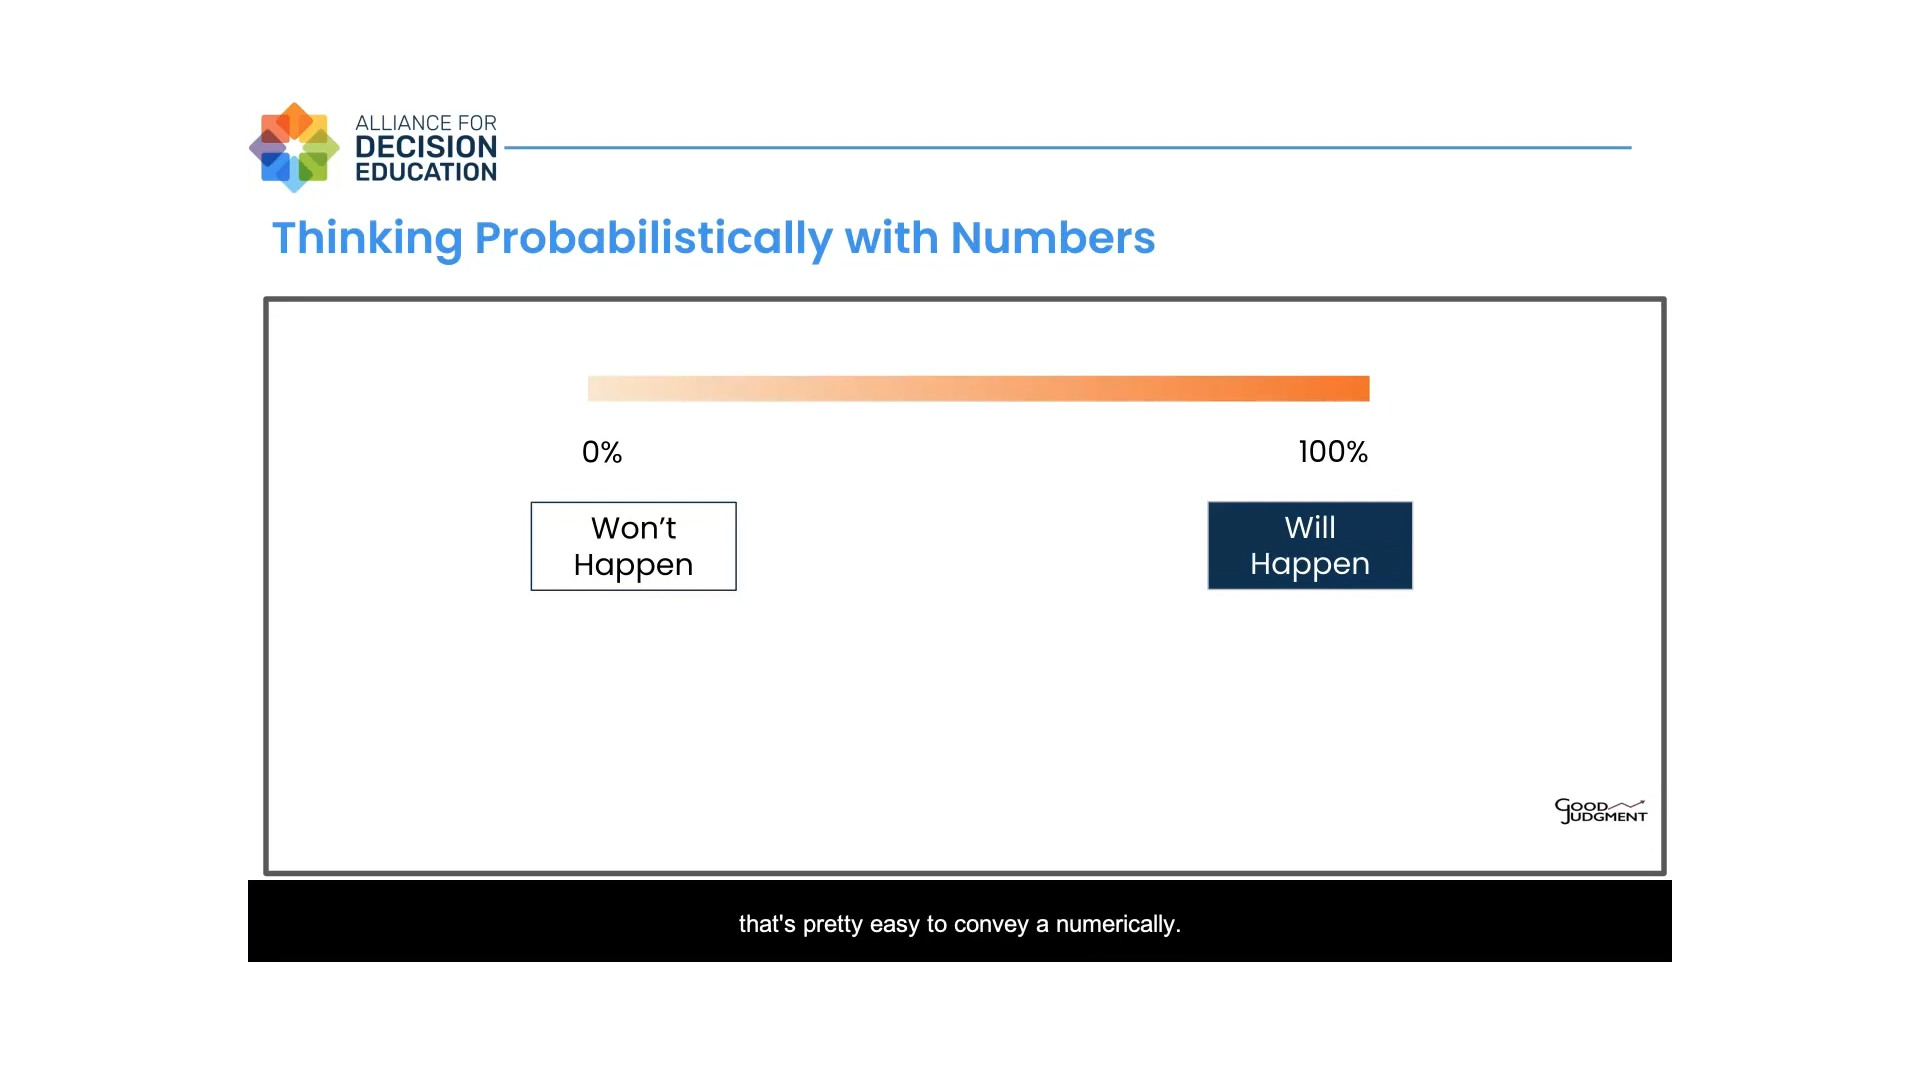 ALLIANCE FOR
DECISION
EDUCATION
Thinking Probabilistically with Numbers
0%
100%
Won’t
Happen
Will
Happen
GOOD
JUDGMENT
that's pretty easy to convey a numerically.